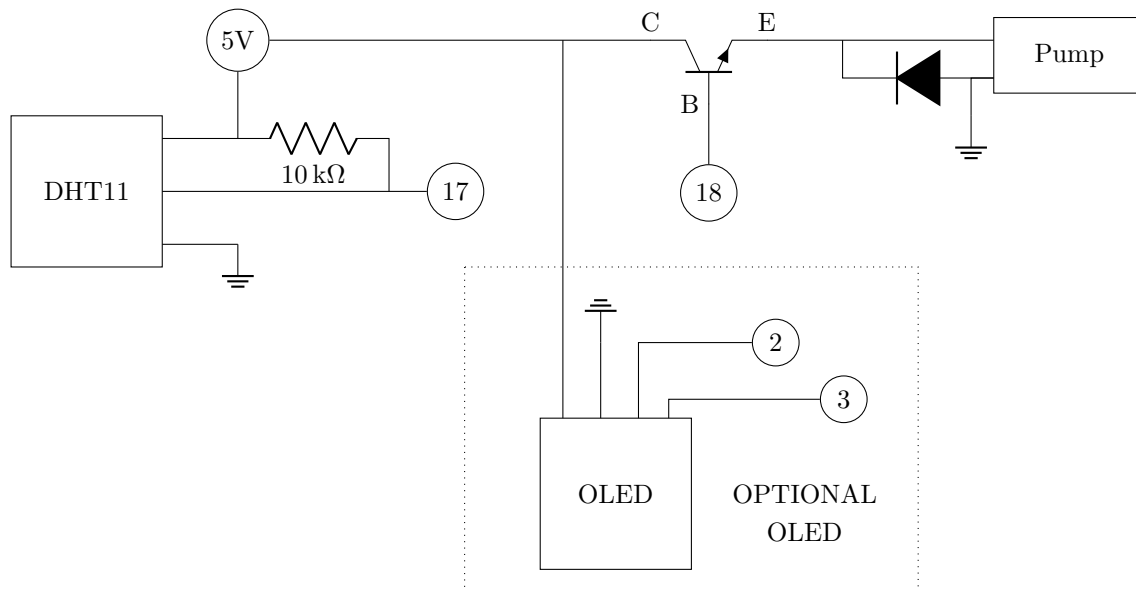 5V
C
E
Pump
B
10 kΩ
DHT11
17
18
2
3
OLED
OPTIONAL
OLED